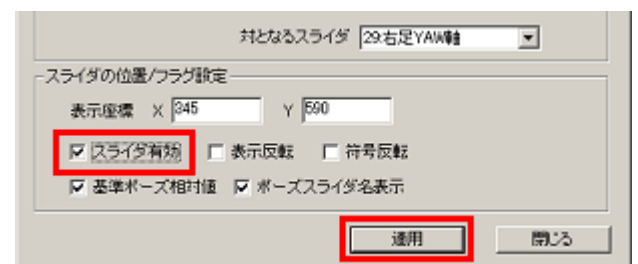 対となるスライダ 29:右足YAW軸
スライダの位置/フラグ設定
表示座標 X 345 Y 590
スライダ有効 表示反転 符号反転
基準ポーズ相対値 ポーズスライダ名表示
適用 閉じる